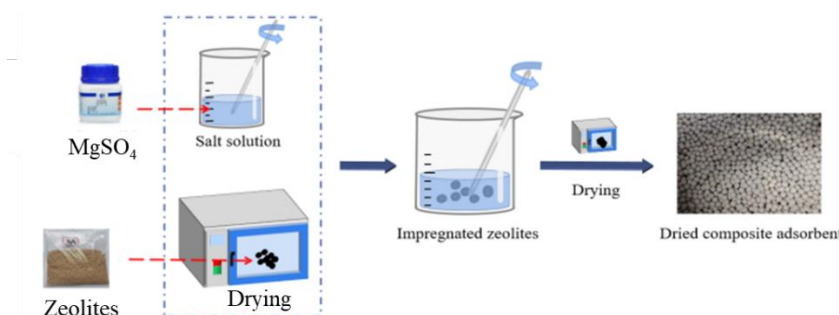 MgSO₄
Salt solution
Zeolites
Drying
Impregnated zeolites
Drying
Dried composite adsorbent